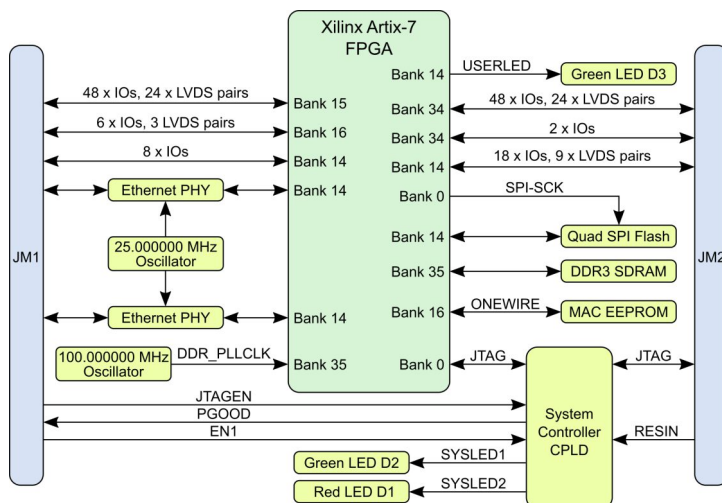 Xilinx Artix-7
FPGA
Bank 14
USERLED
Green LED D3
48 x IOs, 24 x LVDS pairs
Bank 15
Bank 34
48 x IOs, 24 x LVDS pairs
6 x IOs, 3 LVDS pairs
Bank 16
Bank 34
2 x IOs
8 x IOs
Bank 14
Bank 14
18 x IOs, 9 x LVDS pairs
Ethernet PHY
Bank 14
Bank 0
SPI-SCK
JM1
25.000000 MHz
Oscillator
Bank 14
Quad SPI Flash
JM2
Bank 35
DDR3 SDRAM
Ethernet PHY
Bank 14
Bank 16
ONEWIRE
MAC EEPROM
100.000000 MHz
Oscillator
DDR_PLLCLK
Bank 35
Bank 0
JTAG
JTAG
JTAGEN
PGOOD
EN1
System
Controller
CPLD
RESIN
Green LED D2
SYSLED1
Red LED D1
SYSLED2